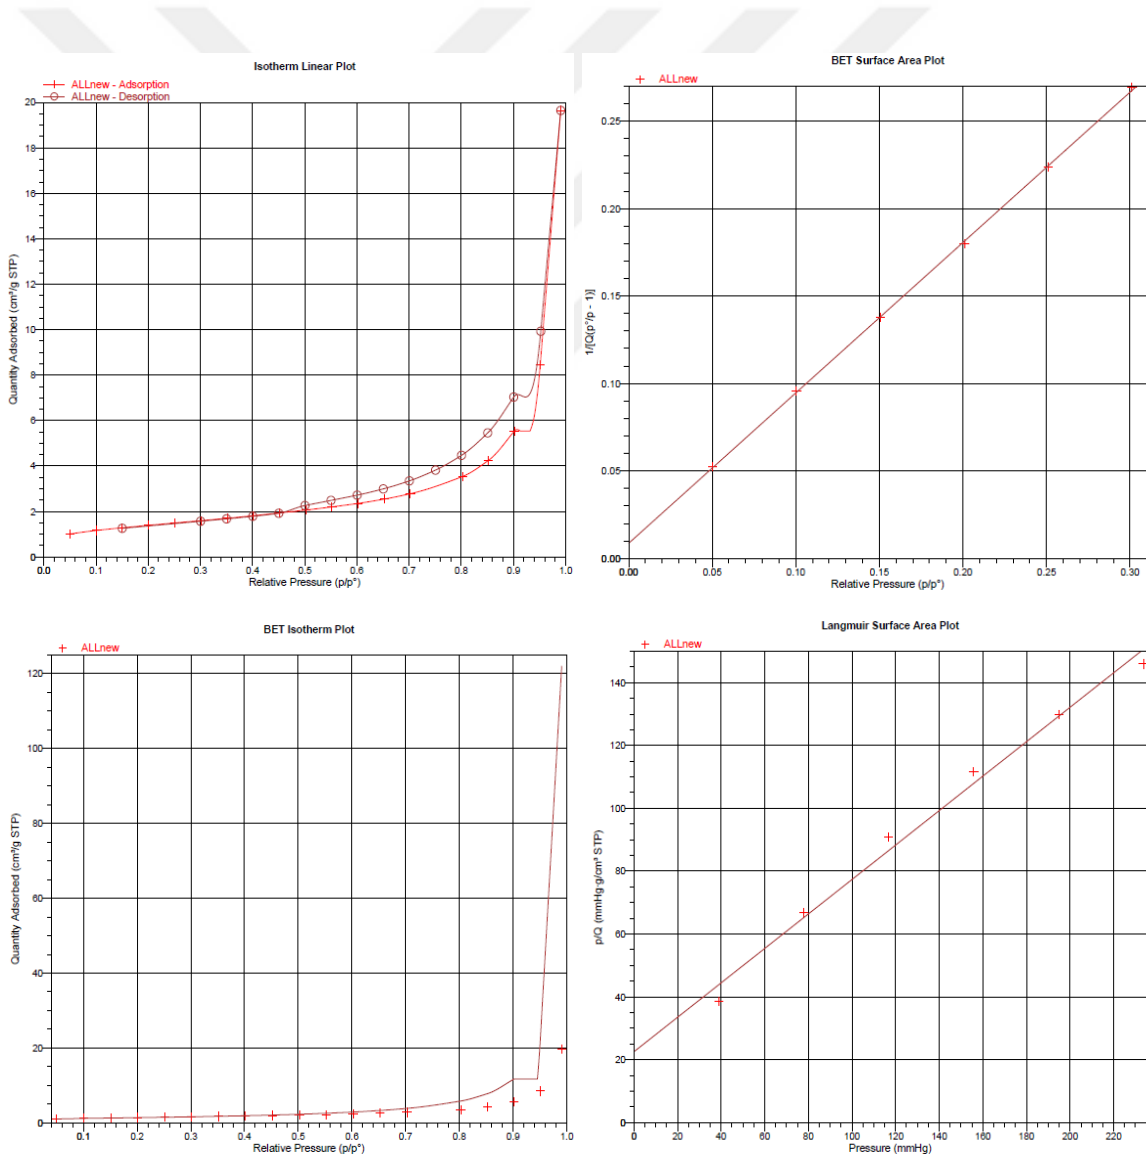 Isotherm Linear Plot
ALLnew - Adsorption
ALLnew - Desorption
20
18
16
14
12
10
8
6
4
2
0
Quantity Adsorbed (cm³/g STP)
0.0 0.1 0.2 0.3 0.4 0.5 0.6 0.7 0.8 0.9 1.0
Relative Pressure (p/p°)
BET Surface Area Plot
ALLnew
0.25
0.20
0.15
0.10
0.05
0.00
1/[Q(p°/p - 1)]
0.00 0.05 0.10 0.15 0.20 0.25 0.30
Relative Pressure (p/p°)
BET Isotherm Plot
ALLnew
120
100
80
60
40
20
0
Quantity Adsorbed (cm³/g STP)
0.1 0.2 0.3 0.4 0.5 0.6 0.7 0.8 0.9 1.0
Relative Pressure (p/p°)
Langmuir Surface Area Plot
ALLnew
140
120
100
80
60
40
20
0
p/Q (mmHg·g/cm³ STP)
0 20 40 60 80 100 120 140 160 180 200 220
Pressure (mmHg)